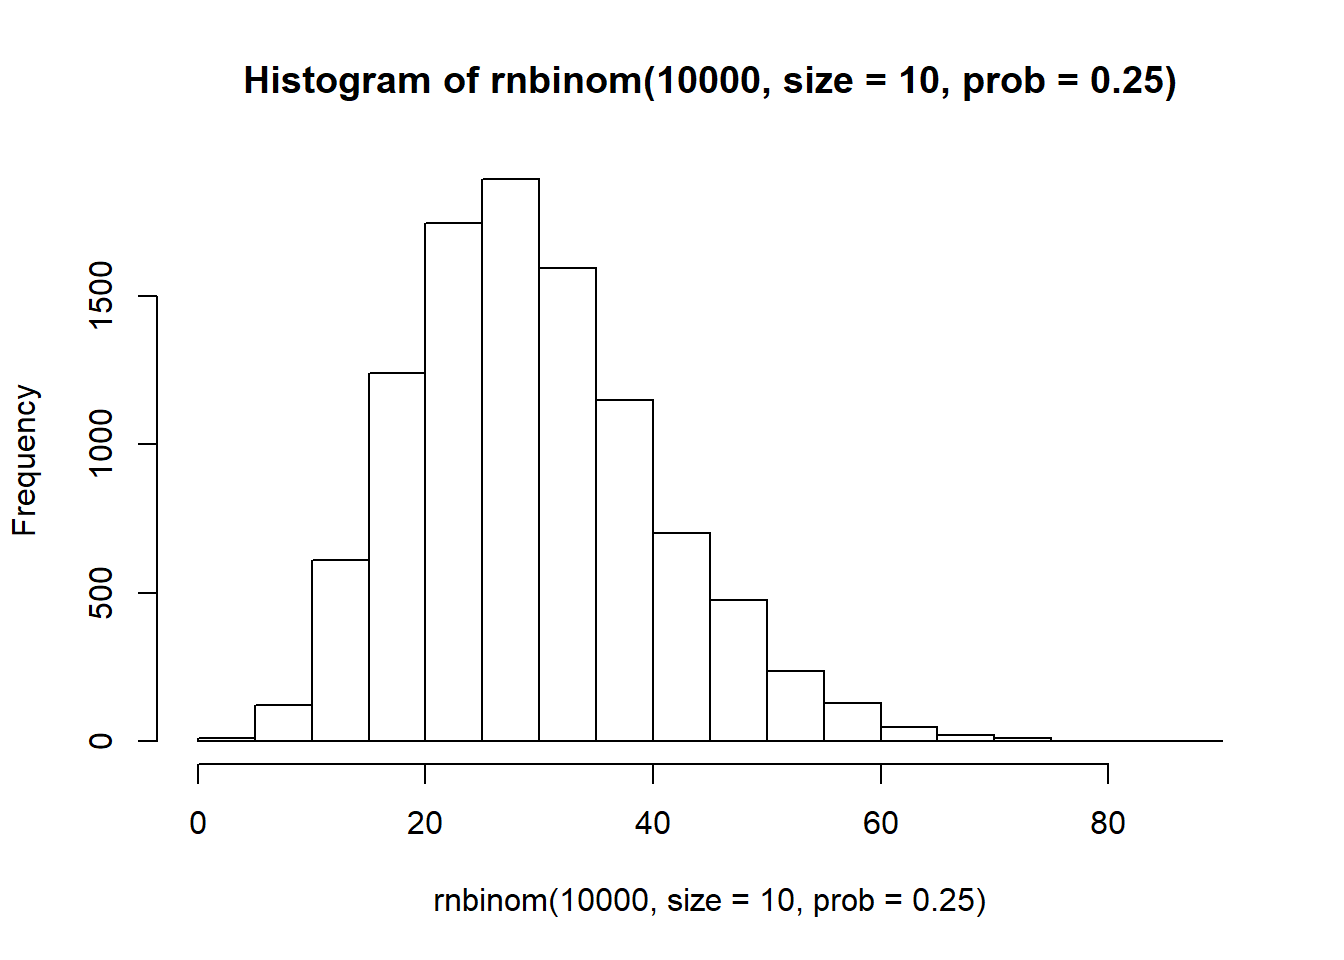 Histogram of rnbinom(10000, size = 10, prob = 0.25)
Frequency
1500
1000
500
0
0 20 40 60 80
rnbinom(10000, size = 10, prob = 0.25)